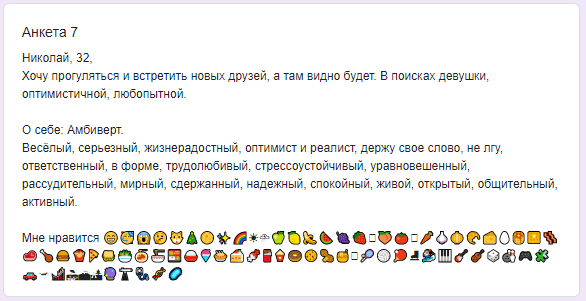 Анкета 7
Николай, 32,
Хочу прогуляться и встретить новых друзей, а там видно будет. В поисках девушки,
оптимистичной, любопытной.
О себе: Амбиверт.
Весёлый, серьезный, жизнерадостный, оптимист и реалист, держу свое слово, не лгу,
ответственный, в форме, трудолюбивый, стрессоустойчивый, уравновешенный,
рассудительный, мирный, сдержанный, надежный, спокойный, живой, открытый, общительный,
активный.
Мне нравится